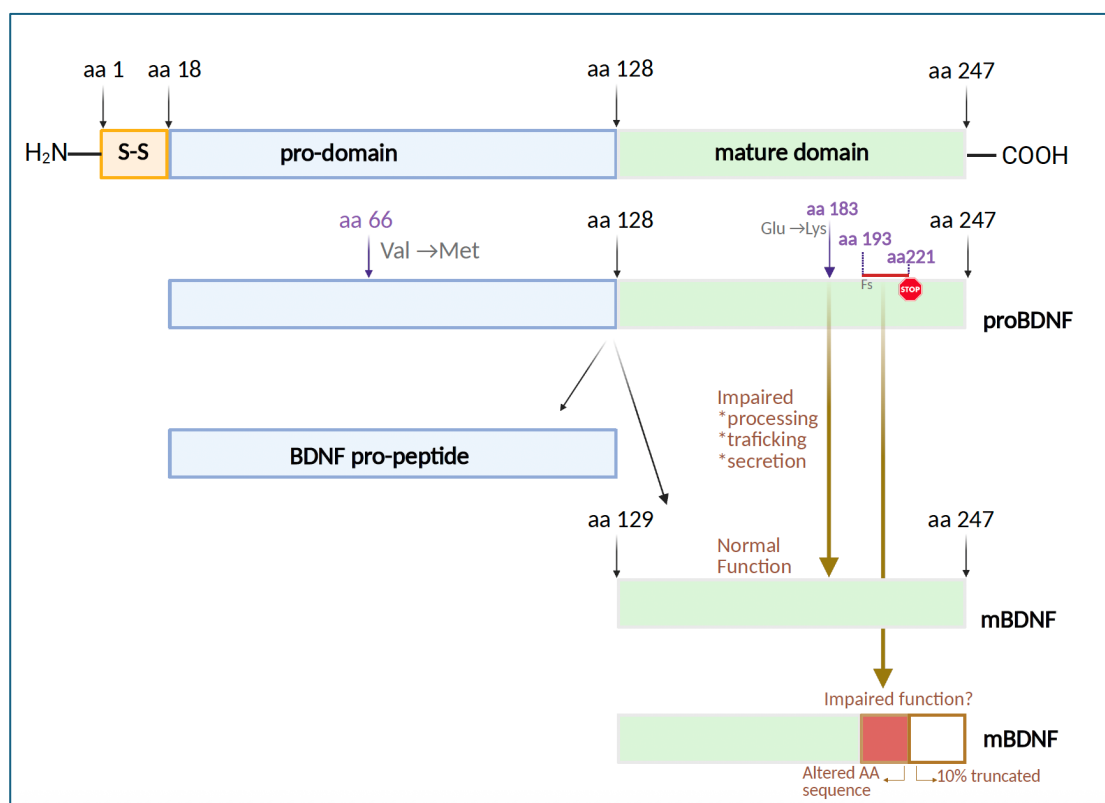 aa 1 aa 18 aa 128 aa 247
H₂N S-S pro-domain mature domain COOH
aa 66 aa 128 aa 183 aa 247
Val →Met Glu →Lys
aa 193
aa221
Fs STOP
proBDNF
Impaired
*processing
*traficking
*secretion
BDNF pro-peptide
aa 129 aa 247
Normal
Function
mBDNF
Impaired function?
mBDNF
Altered AA 10% truncated
sequence